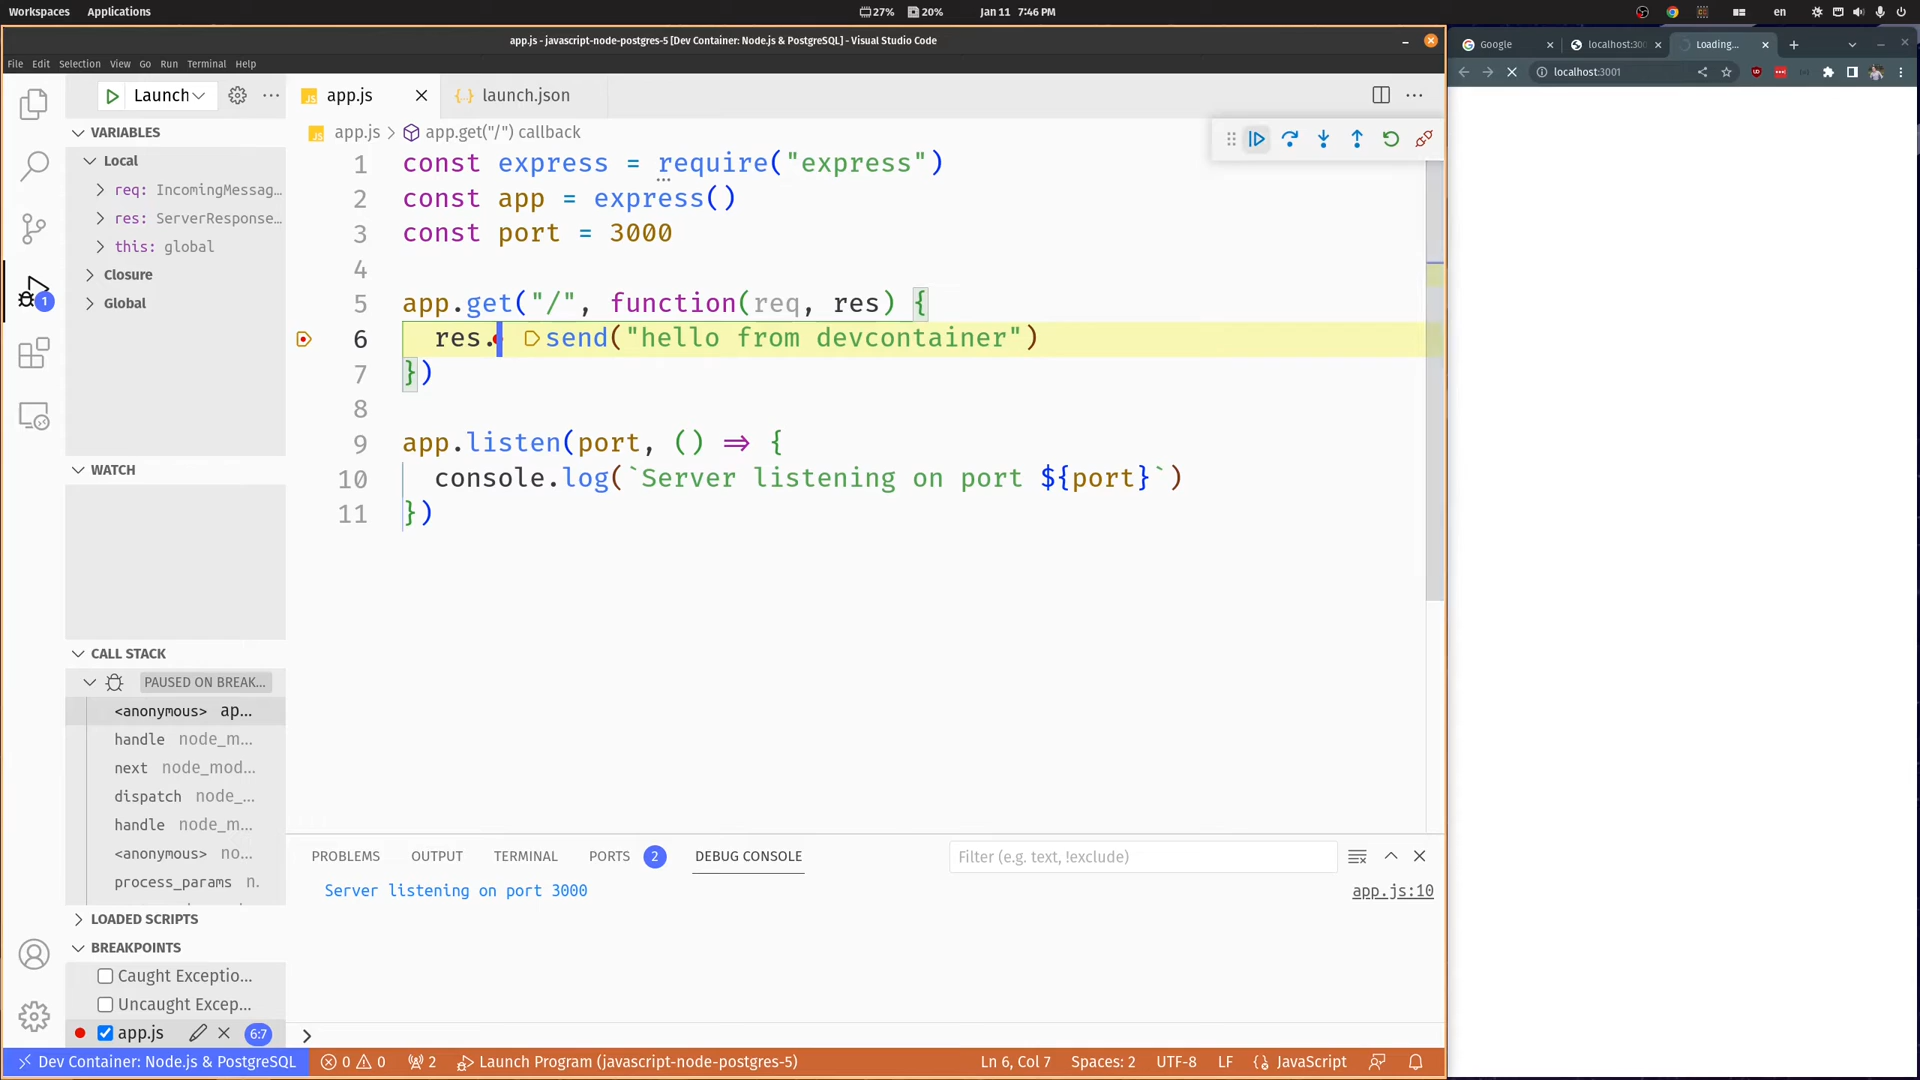 Workspaces Applications 27% 20% Jan 11 7:46 PM en
app.js - javascript-node-postgres-5 [Dev Container: Node.js & PostgreSQL] - Visual Studio Code
File Edit Selection View Go Run Terminal Help
Google localhost:300 Loading...
localhost:3001
Launch
app.js launch.json
app.js > app.get("/") callback
VARIABLES
Local
req: IncomingMessag...
res: ServerResponse...
this: global
Closure
Global
WATCH
CALL STACK
PAUSED ON BREAK...
<anonymous> ap...
handle node_m...
next node_mod...
dispatch node_...
handle node_m...
<anonymous> no...
process_params n.
LOADED SCRIPTS
BREAKPOINTS
Caught Exceptio...
Uncaught Excep...
app.js 6:7
1
1 const express = require("express")
2 const app = express()
3 const port = 3000
4
5 app.get("/", function(req, res) {
6 res. send("hello from devcontainer")
7 })
8
9 app.listen(port, () => {
10 console.log(`Server listening on port ${port}`)
11 })
PROBLEMS OUTPUT TERMINAL PORTS 2 DEBUG CONSOLE Filter (e.g. text, !exclude)
Server listening on port 3000 app.js:10
Dev Container: Node.js & PostgreSQL 0 0 2 Launch Program (javascript-node-postgres-5) Ln 6, Col 7 Spaces: 2 UTF-8 LF JavaScript